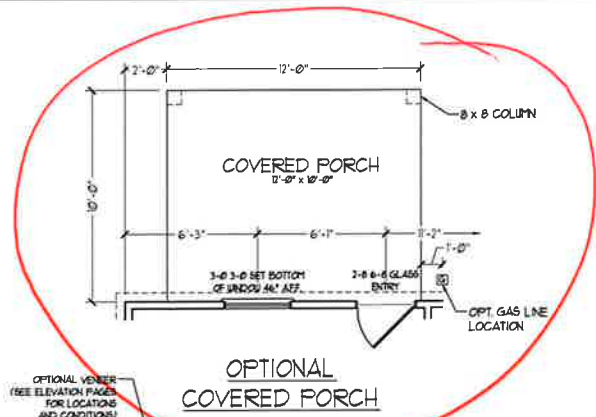 2'-0"
12'-0"
8 x 8 COLUMN
COVERED PORCH
12'-0" x 10'-0"
10'-0"
6'-3"
6'-1"
11'-2"
1'-0"
3-0 3-0 SET BOTTOM
OF WINDOW 46" AFF.
2-8 6-8 GLASS
ENTRY
G
OPT. GAS LINE
LOCATION
OPTIONAL
COVERED PORCH
OPTIONAL VENEER
(SEE ELEVATION PAGES
FOR LOCATIONS
AND CONDITIONS)